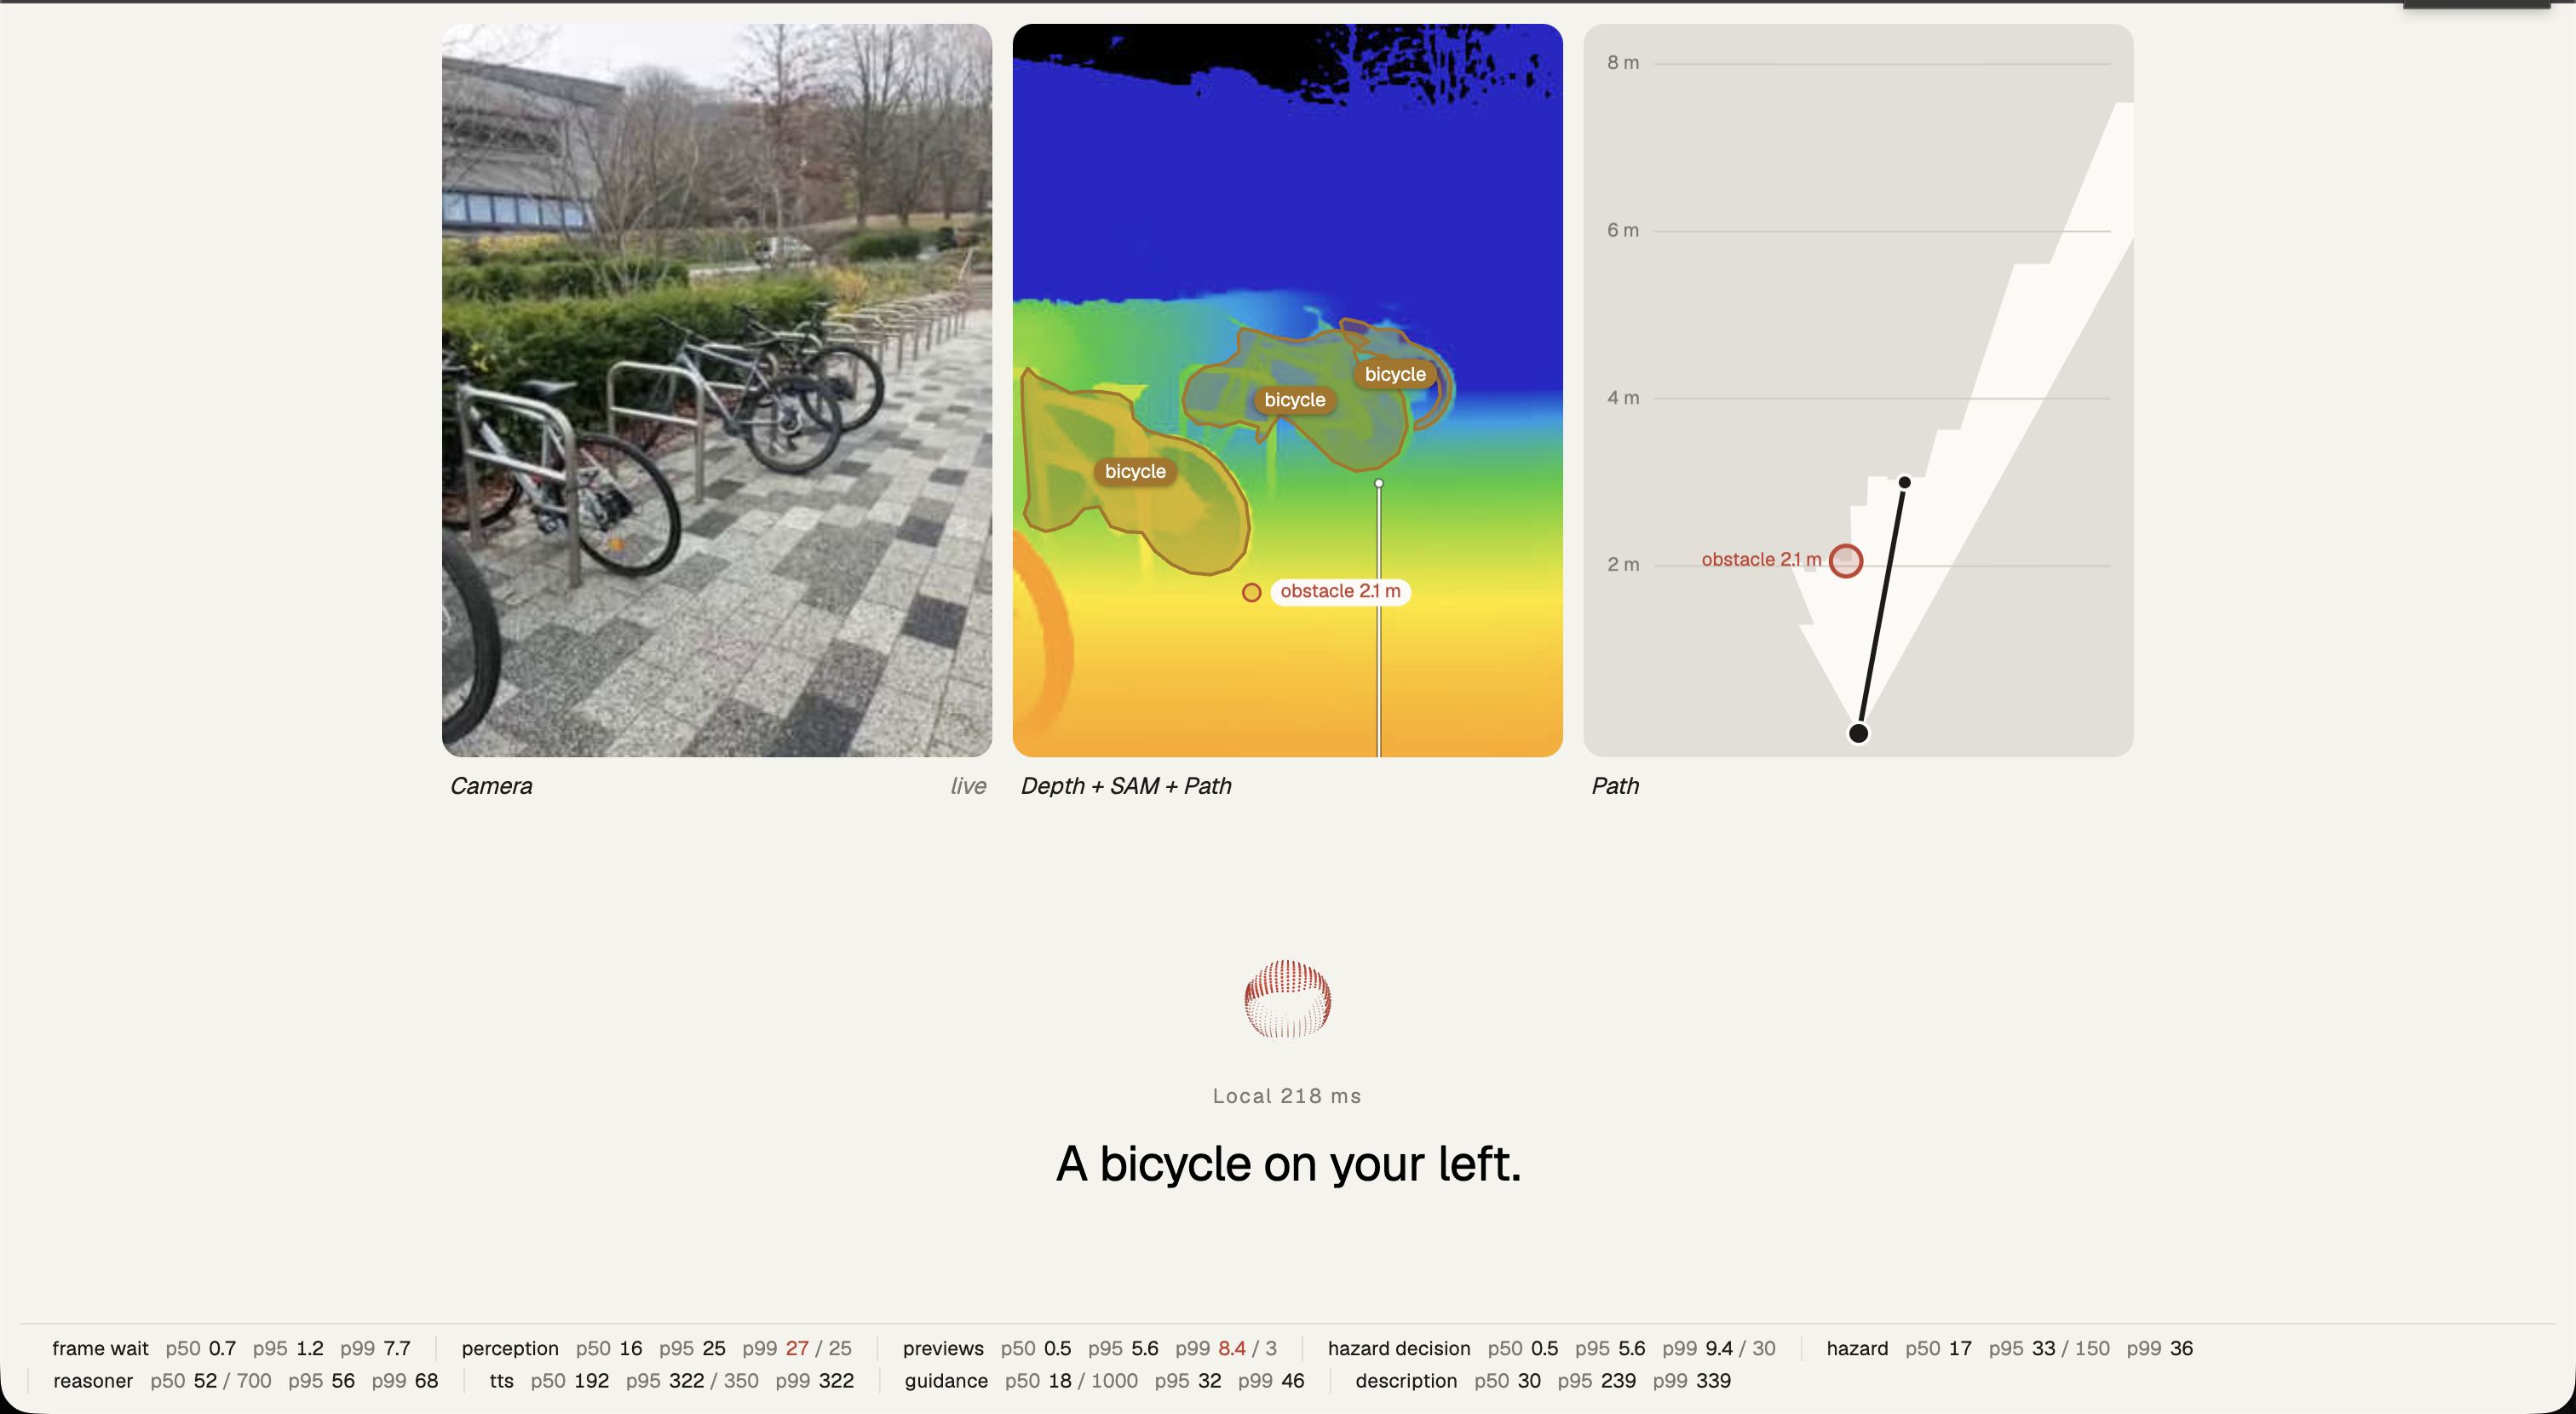 8 m
6 m
4 m
2 m
obstacle 2.1 m
bicycle
bicycle
bicycle
obstacle 2.1 m
Camera
live
Depth + SAM + Path
Path
Local 218 ms
A bicycle on your left.
frame wait p50 0.7 p95 1.2 p99 7.7 perception p50 16 p95 25 p99 27 / 25 previews p50 0.5 p95 5.6 p99 8.4 / 3 hazard decision p50 0.5 p95 5.6 p99 9.4 / 30 hazard p50 17 p95 33 / 150 p99 36
reasoner p50 52 / 700 p95 56 p99 68 tts p50 192 p95 322 / 350 p99 322 guidance p50 18 / 1000 p95 32 p99 46 description p50 30 p95 239 p99 339